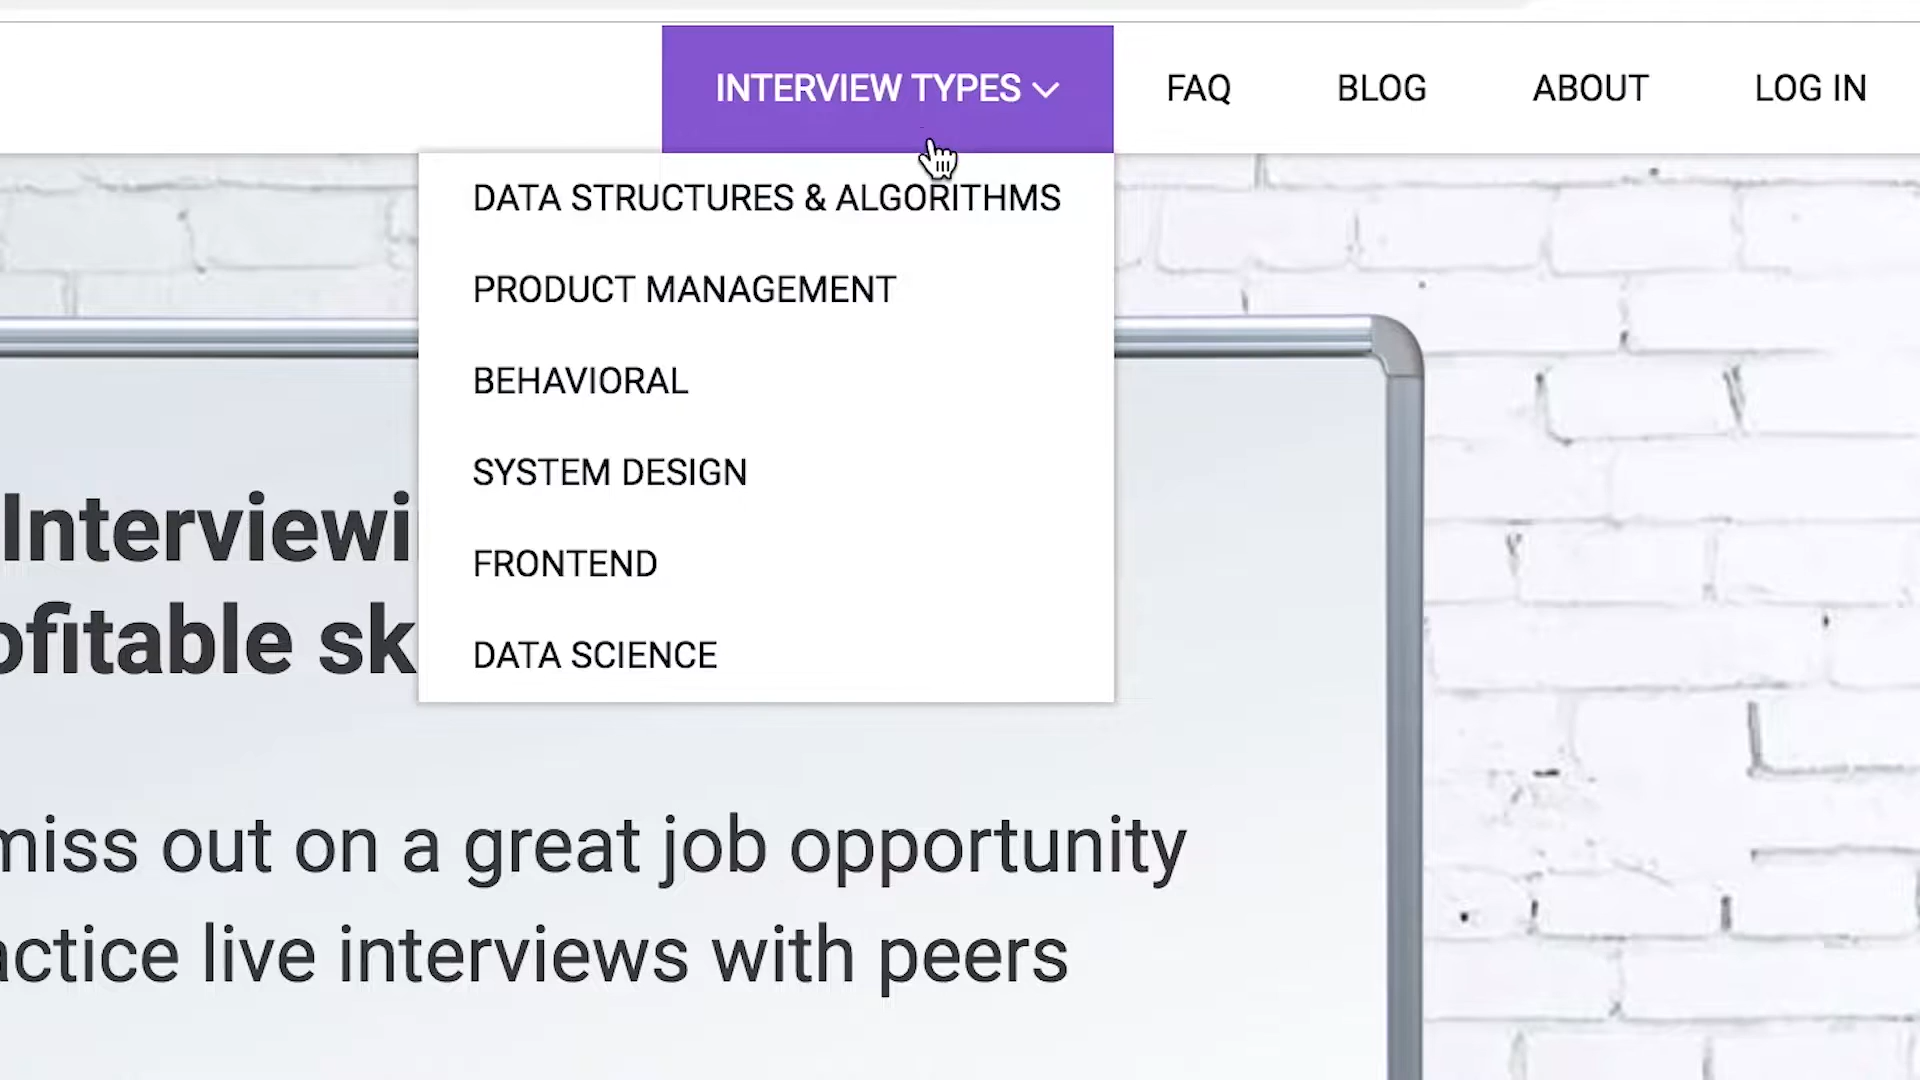 INTERVIEW TYPES FAQ BLOG ABOUT LOG IN
DATA STRUCTURES & ALGORITHMS
PRODUCT MANAGEMENT
BEHAVIORAL
SYSTEM DESIGN
FRONTEND
DATA SCIENCE
Interviewi
ofitable sk
miss out on a great job opportunity
actice live interviews with peers